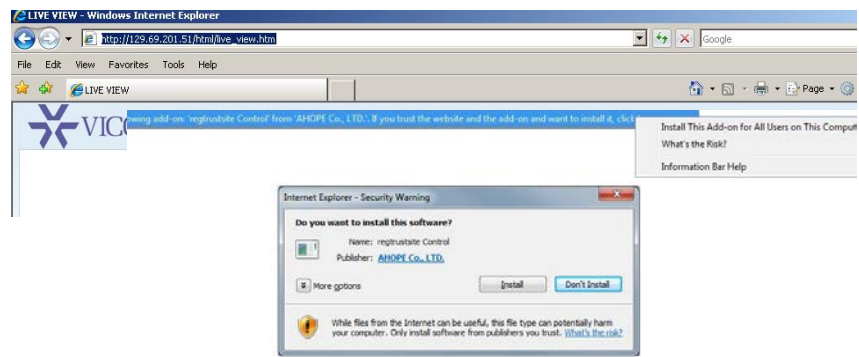 LIVE VIEW - Windows Internet Explorer
http://129.69.201.51/html/live_view.htm
Google
File Edit View Favorites Tools Help
LIVE VIEW
Page
VICO
owing add-on: 'regtrustsite Control' from 'AHOPE Co., LTD.'. If you trust the website and the add-on and want to install it, click
Install This Add-on for All Users on This Comput
What's the Risk?
Information Bar Help
Internet Explorer - Security Warning
Do you want to install this software?
Name: regtrustsite Control
Publisher: AHOPE Co., LTD.
More options
Install
Don't Install
While files from the Internet can be useful, this file type can potentially harm
your computer. Only install software from publishers you trust. What's the risk?